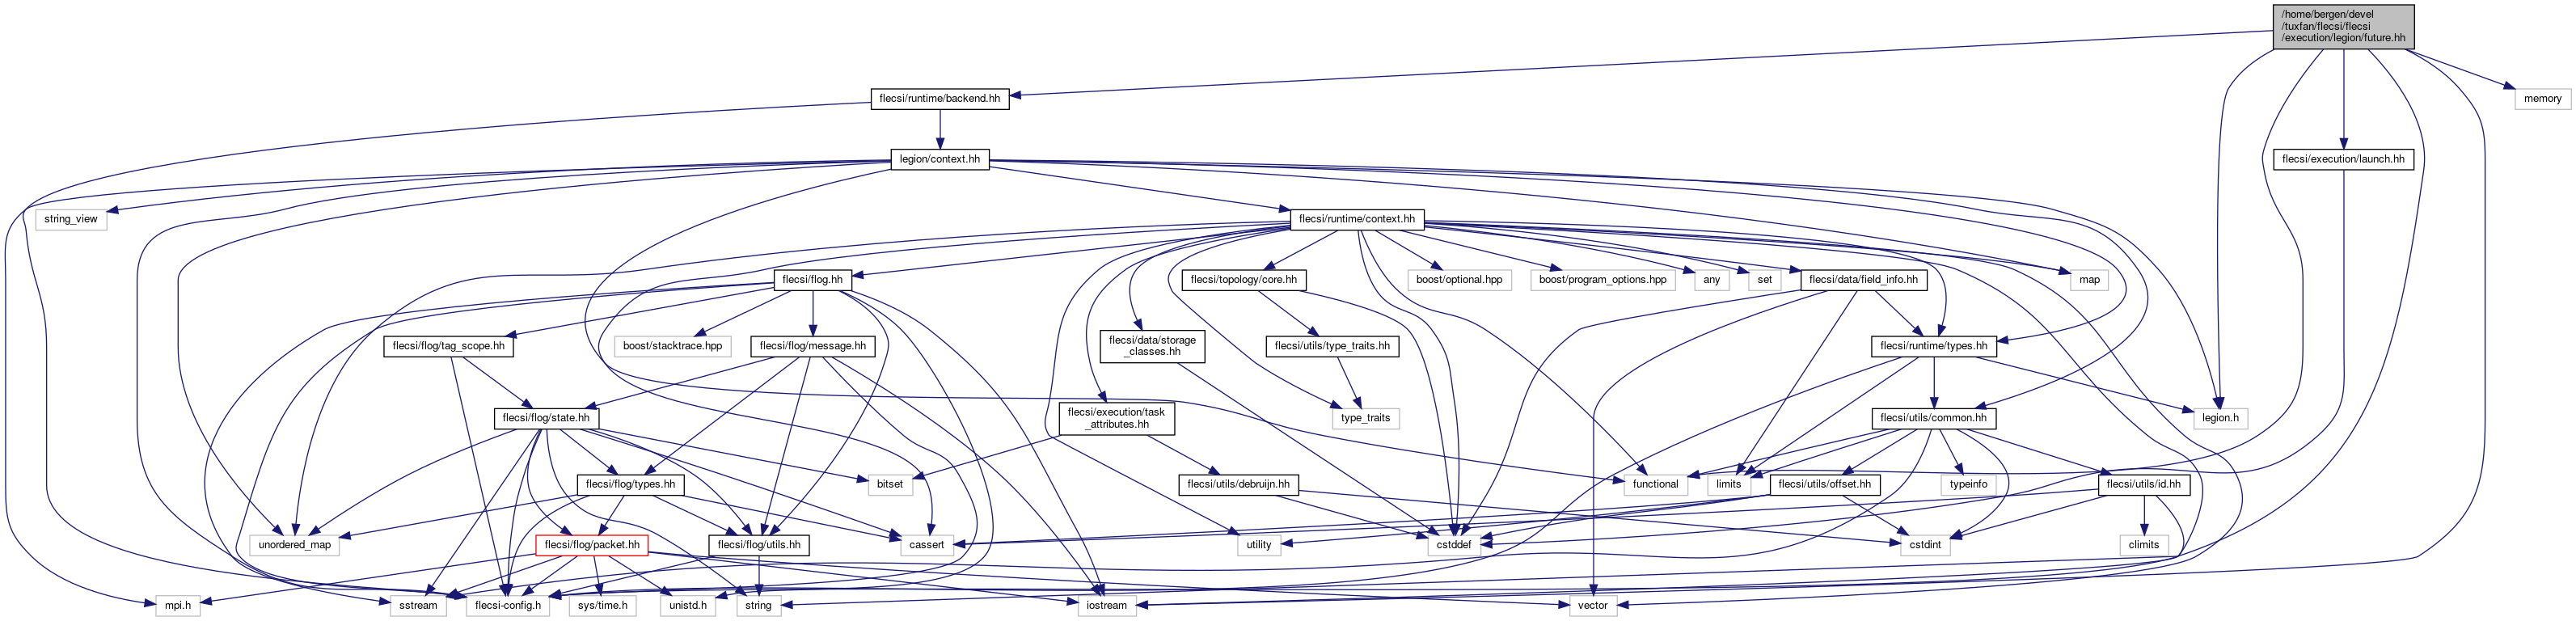 /home/bergen/devel
/tuxfan/flecsi/flecsi
/execution/legion/future.hh
flecsi/runtime/backend.hh
memory
legion/context.hh
flecsi/execution/launch.hh
string_view
flecsi/runtime/context.hh
flecsi/flog.hh
flecsi/topology/core.hh
boost/optional.hpp
boost/program_options.hpp
any
set
flecsi/data/field_info.hh
map
flecsi/flog/tag_scope.hh
boost/stacktrace.hpp
flecsi/flog/message.hh
flecsi/data/storage
_classes.hh
flecsi/utils/type_traits.hh
flecsi/runtime/types.hh
flecsi/flog/state.hh
flecsi/execution/task
_attributes.hh
type_traits
flecsi/utils/common.hh
legion.h
flecsi/flog/types.hh
bitset
flecsi/utils/debruijn.hh
functional
limits
flecsi/utils/offset.hh
typeinfo
flecsi/utils/id.hh
unordered_map
flecsi/flog/packet.hh
flecsi/flog/utils.hh
cassert
utility
cstddef
cstdint
climits
mpi.h
sstream
flecsi-config.h
sys/time.h
unistd.h
string
iostream
vector